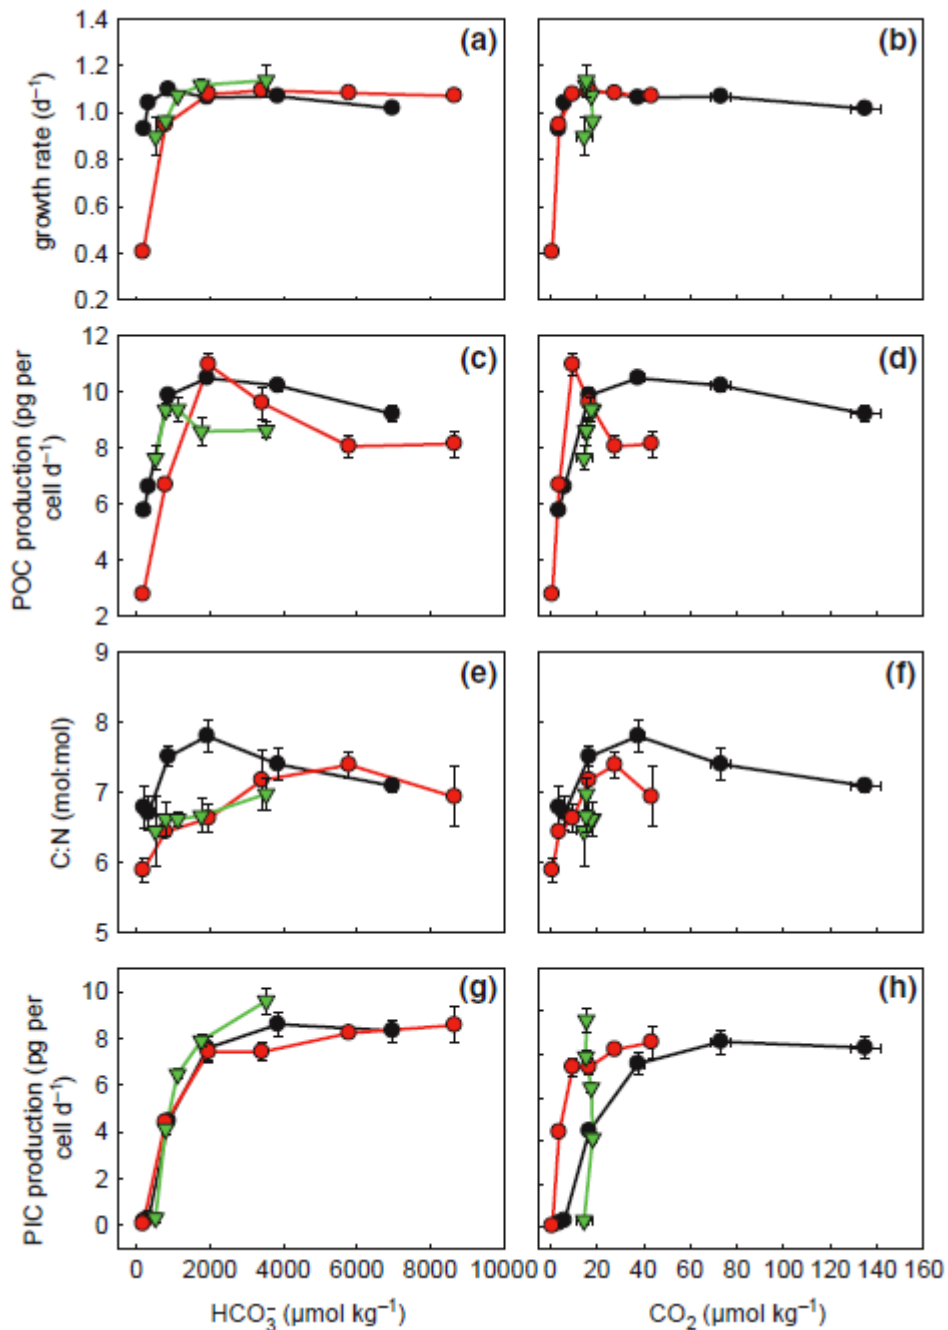 1.4
1.2
1.0
0.8
0.6
0.4
0.2
growth rate (d⁻¹)
(a)
(b)
12
10
8
6
4
2
POC production (pg per
cell d⁻¹)
(c)
(d)
9
8
7
6
5
C:N (mol:mol)
(e)
(f)
10
8
6
4
2
0
PIC production (pg per
cell d⁻¹)
(g)
(h)
0 2000 4000 6000 8000 10000
0 20 40 60 80 100 120 140 160
HCO₃⁻ (µmol kg⁻¹)
CO₂ (µmol kg⁻¹)